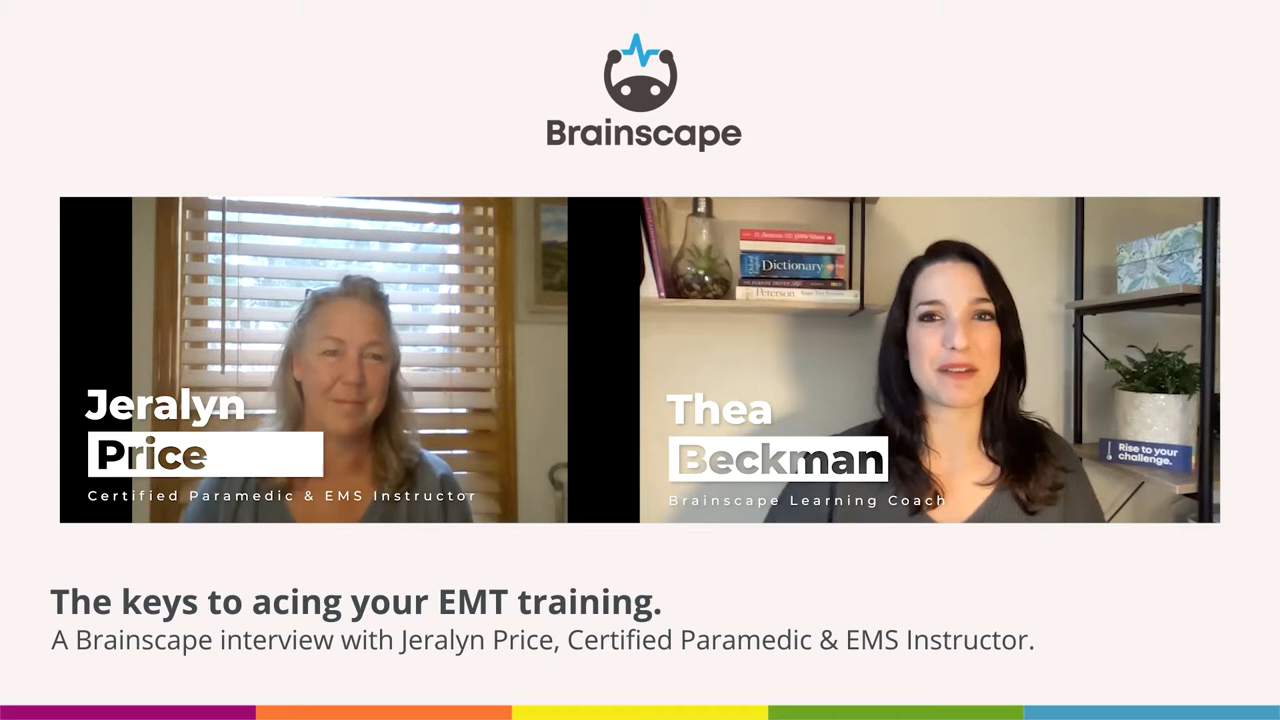 Brainscape
Jeralyn
Price
Certified Paramedic & EMS Instructor
Dictionary
Peterson
Thea
Beckman
Brainscape Learning Coach
Rise to your
challenge.
The keys to acing your EMT training.
A Brainscape interview with Jeralyn Price, Certified Paramedic & EMS Instructor.